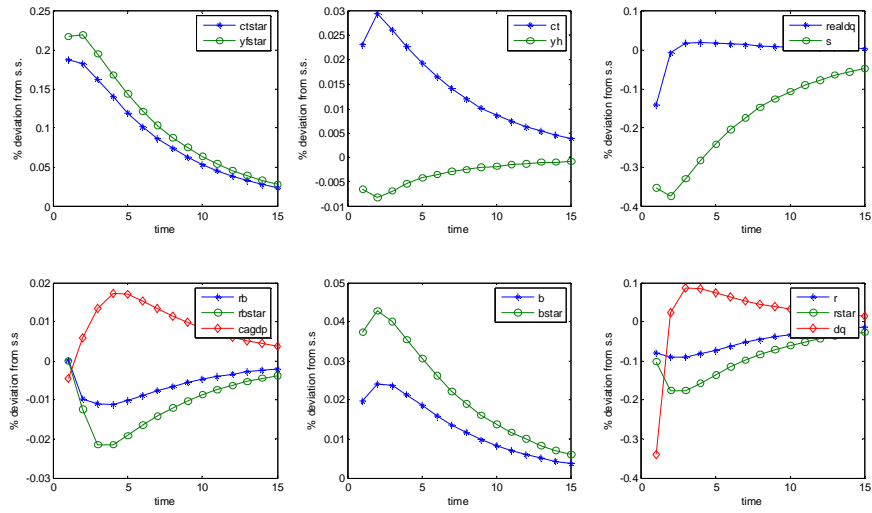 0.25
0.2
0.15
0.1
0.05
0
% deviation from s.s.
0
5
10
15
time
ctstar
yfstar
0.03
0.025
0.02
0.015
0.01
0.005
0
-0.005
-0.01
% deviation from s.s.
0
5
10
15
time
ct
yh
0.1
0
-0.1
-0.2
-0.3
-0.4
% deviation from s.s.
0
5
10
15
time
realdq
s
0.02
0.01
0
-0.01
-0.02
-0.03
% deviation from s.s
0
5
10
15
time
rb
rbstar
cagdp
0.05
0.04
0.03
0.02
0.01
0
% deviation from s.s.
0
5
10
15
time
b
bstar
0.1
0
-0.1
-0.2
-0.3
-0.4
% deviation from s.s.
0
5
10
15
time
r
rstar
dq